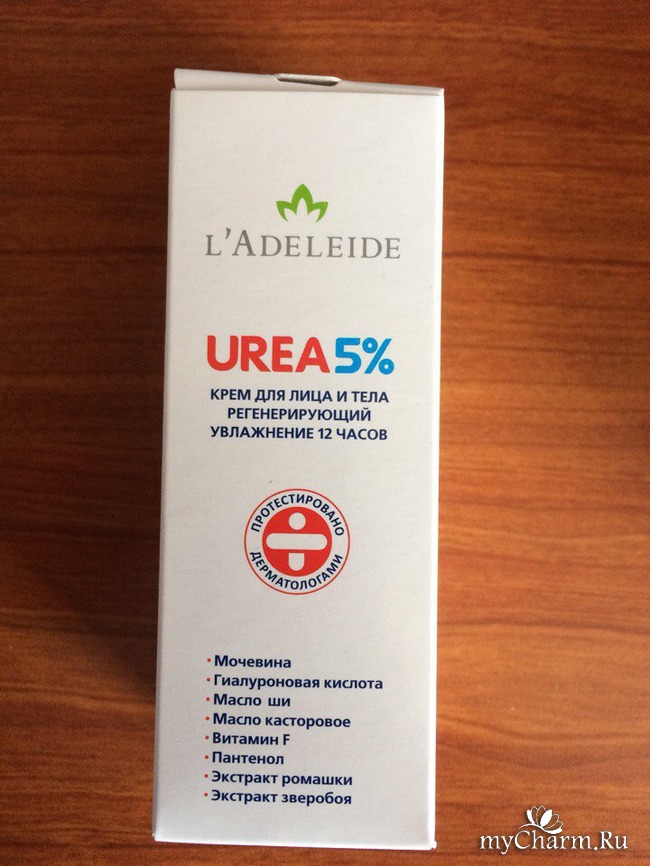 L'ADELEIDE
UREA 5%
КРЕМ ДЛЯ ЛИЦА И ТЕЛА
РЕГЕНЕРИРУЮЩИЙ
УВЛАЖНЕНИЕ 12 ЧАСОВ
ПРОТЕСТИРОВАНО
ДЕРМАТОЛОГАМИ
• Мочевина
• Гиалуроновая кислота
• Масло ши
• Масло касторовое
• Витамин F
• Пантенол
• Экстракт ромашки
• Экстракт зверобоя
myCharm.Ru